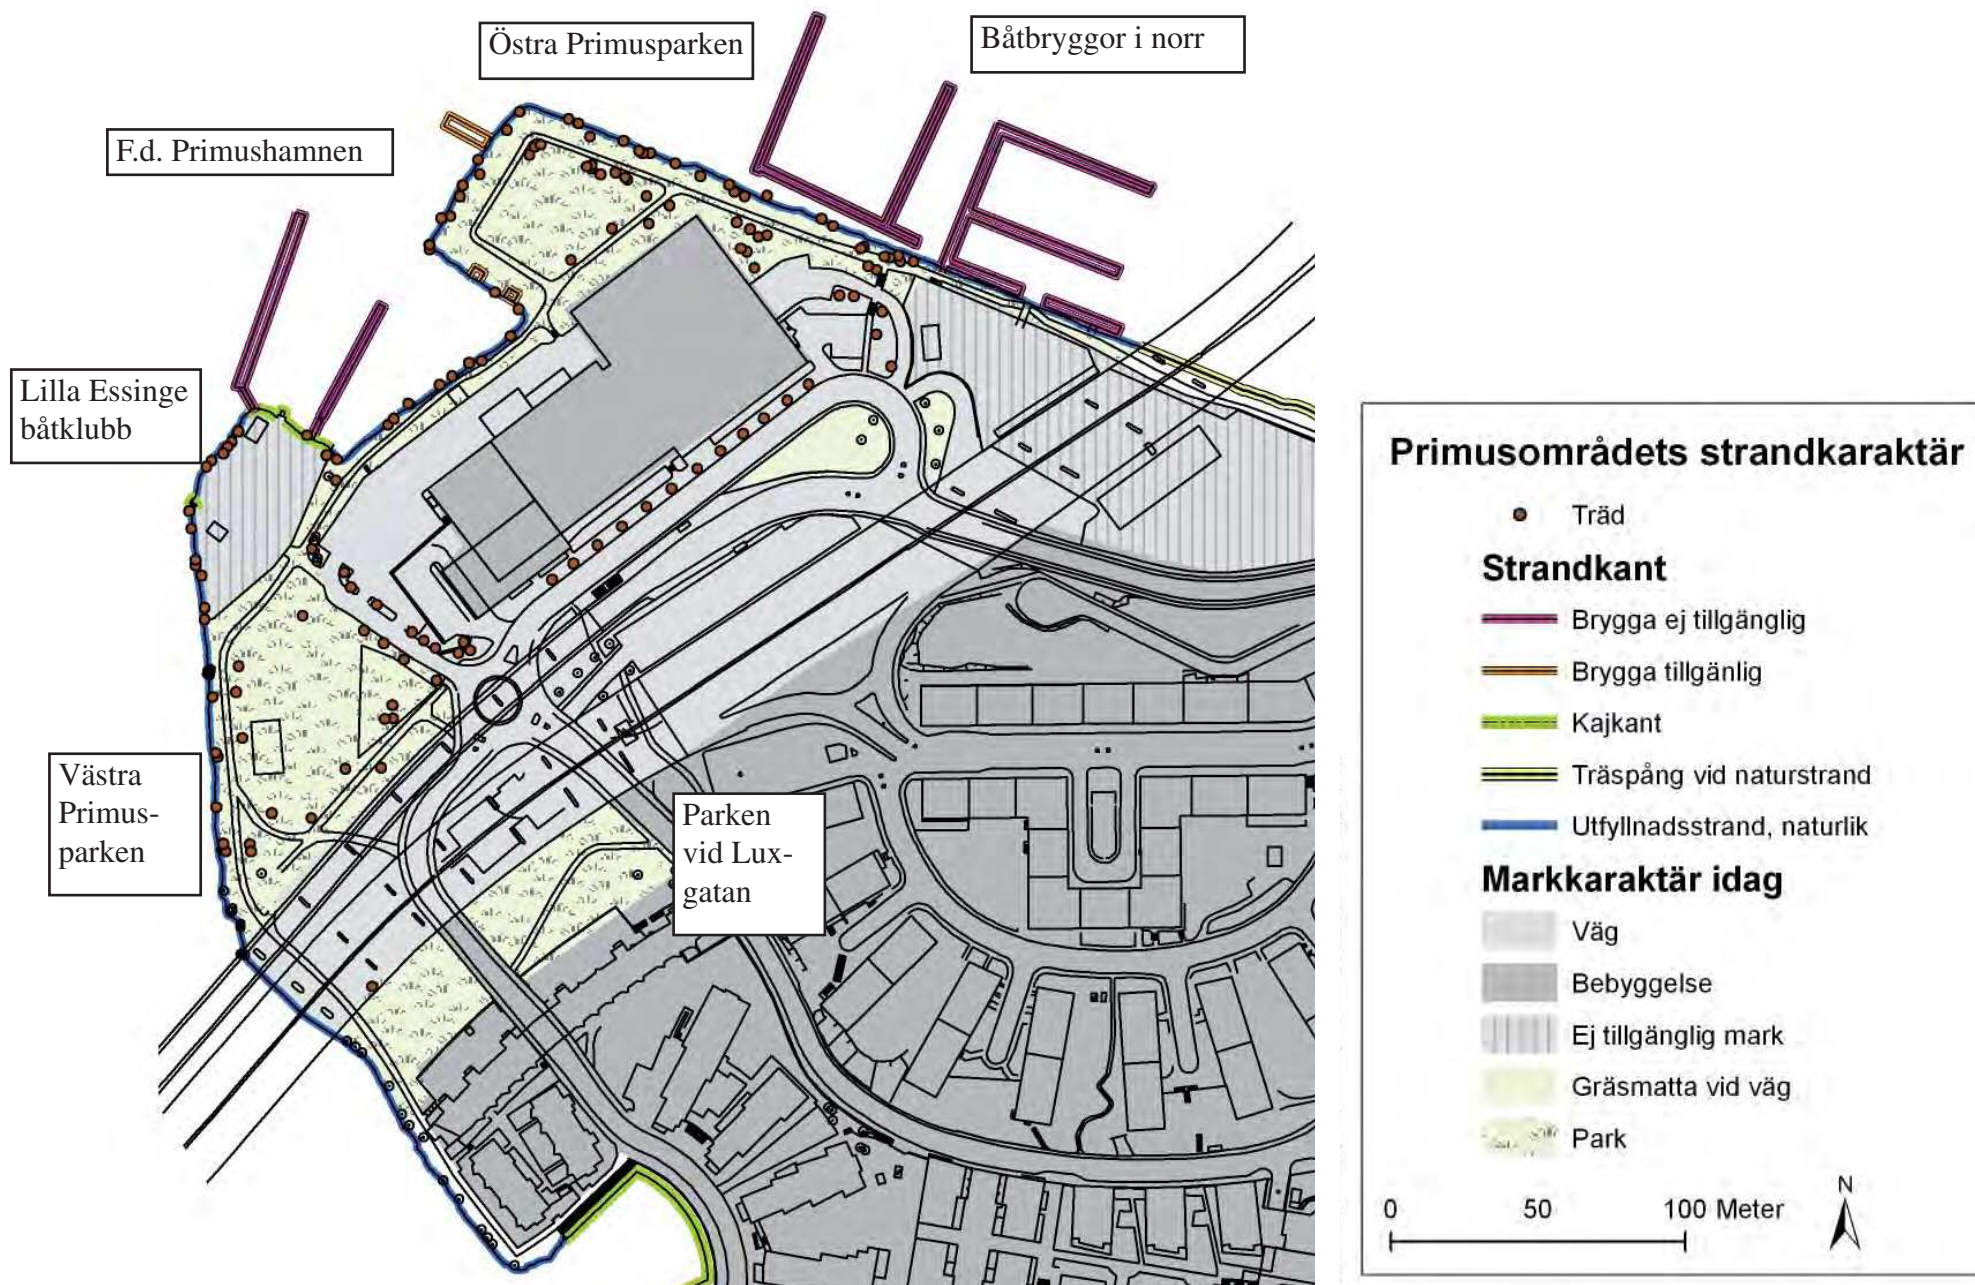 Östra Primusparken
Båtbryggor i norr
F.d. Primushamnen
Lilla Essinge
båtklubb
Västra
Primus-
parken
Parken
vid Lux-
gatan
Primusområdets strandkaraktär
Träd
Strandkant
Brygga ej tillgänglig
Brygga tillgänlig
Kajkant
Träspång vid naturstrand
Utfyllnadsstrand, naturlik
Markkaraktär idag
Väg
Bebyggelse
Ej tillgänglig mark
Gräsmatta vid väg
Park
N
0 50 100 Meter